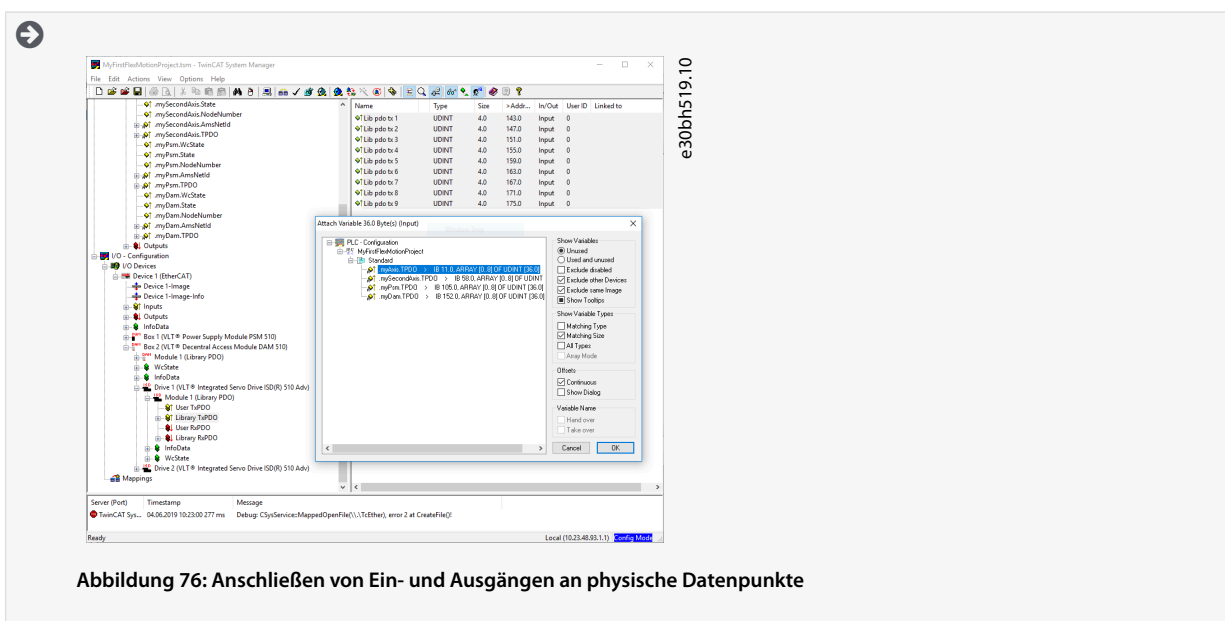 MyFirstFlexMotionProject.tsm - TwinCAT System Manager
File Edit Actions View Options Help
.mySecondAxis.State
.mySecondAxis.NodeNumber
.mySecondAxis.AmsNetId
.mySecondAxis.TPDO
.myPsm.WcState
.myPsm.State
.myPsm.NodeNumber
.myPsm.AmsNetId
.myPsm.TPDO
.myDam.WcState
.myDam.State
.myDam.NodeNumber
.myDam.AmsNetId
.myDam.TPDO
Outputs
I/O - Configuration
I/O Devices
Device 1 (EtherCAT)
Device 1-Image
Device 1-Image-Info
Inputs
Outputs
InfoData
Box 1 (VLT® Power Supply Module PSM 510)
Box 2 (VLT® Decentral Access Module DAM 510)
Module 1 (Library PDO)
WcState
InfoData
Drive 1 (VLT® Integrated Servo Drive ISD(R) 510 Adv)
Module 1 (Library PDO)
User TxPDO
Library TxPDO
User RxPDO
Library RxPDO
InfoData
WcState
Drive 2 (VLT® Integrated Servo Drive ISD(R) 510 Adv)
Mappings
Name Type Size >Addr... In/Out User ID Linked to
Lib pdo tx 1 UDINT 4.0 143.0 Input 0
Lib pdo tx 2 UDINT 4.0 147.0 Input 0
Lib pdo tx 3 UDINT 4.0 151.0 Input 0
Lib pdo tx 4 UDINT 4.0 155.0 Input 0
Lib pdo tx 5 UDINT 4.0 159.0 Input 0
Lib pdo tx 6 UDINT 4.0 163.0 Input 0
Lib pdo tx 7 UDINT 4.0 167.0 Input 0
Lib pdo tx 8 UDINT 4.0 171.0 Input 0
Lib pdo tx 9 UDINT 4.0 175.0 Input 0
Attach Variable 36.0 Byte(s) (Input)
PLC - Configuration
MyFirstFlexMotionProject
Standard
.myAxis.TPDO > IB 11.0, ARRAY [0..8] OF UDINT [36.0]
.mySecondAxis.TPDO > IB 58.0, ARRAY [0..8] OF UDINT
.myPsm.TPDO > IB 105.0, ARRAY [0..8] OF UDINT [36.0]
.myDam.TPDO > IB 152.0, ARRAY [0..8] OF UDINT [36.0]
Show Variables
Unused
Used and unused
Exclude disabled
Exclude other Devices
Exclude same Image
Show Tooltips
Show Variable Types
Matching Type
Matching Size
All Types
Array Mode
Offsets
Continuous
Show Dialog
Variable Name
Hand over
Take over
Cancel OK
Server (Port) Timestamp Message
TwinCAT Sys... 04.06.2019 10:23:00 277 ms Debug: CSysService::MappedOpenFile(\\.\TcEther), error 2 at CreateFile()!
Ready Local (10.23.48.93.1.1) Config Mode
e30bh519.10
Abbildung 76: Anschließen von Ein- und Ausgängen an physische Datenpunkte